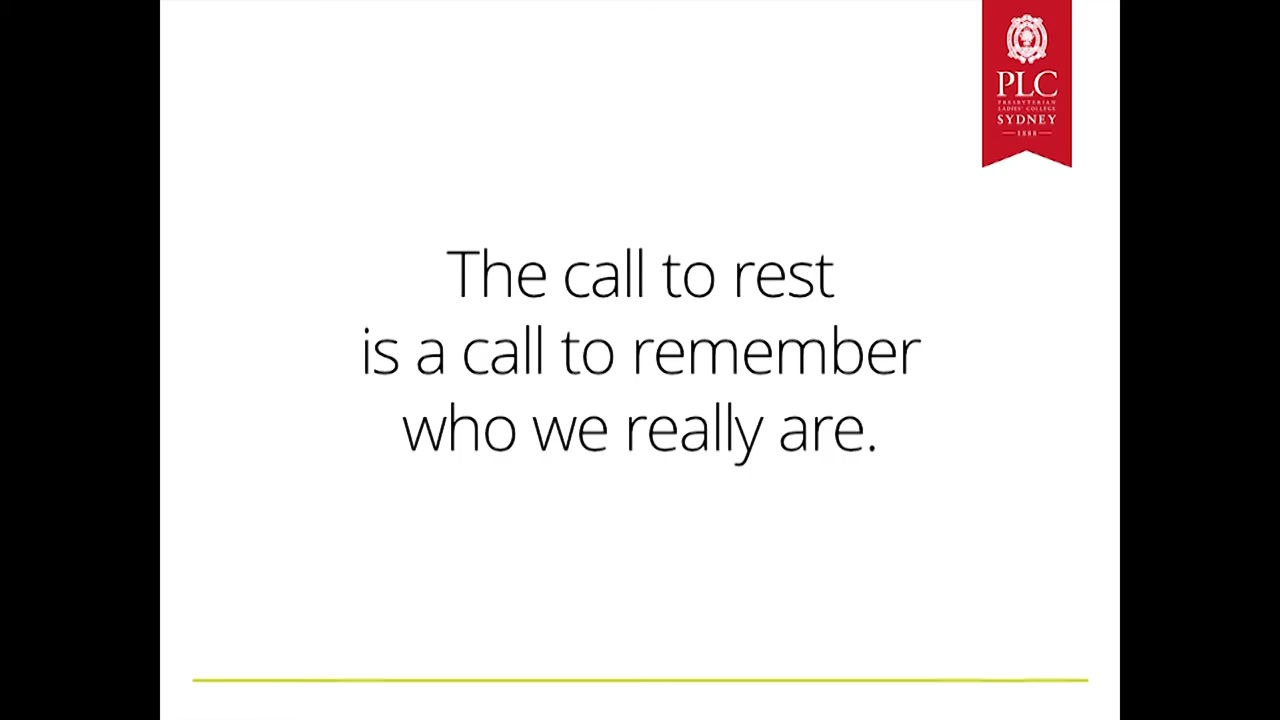 PLC
PRESBYTERIAN
LADIES' COLLEGE
SYDNEY
1888
The call to rest
is a call to remember
who we really are.